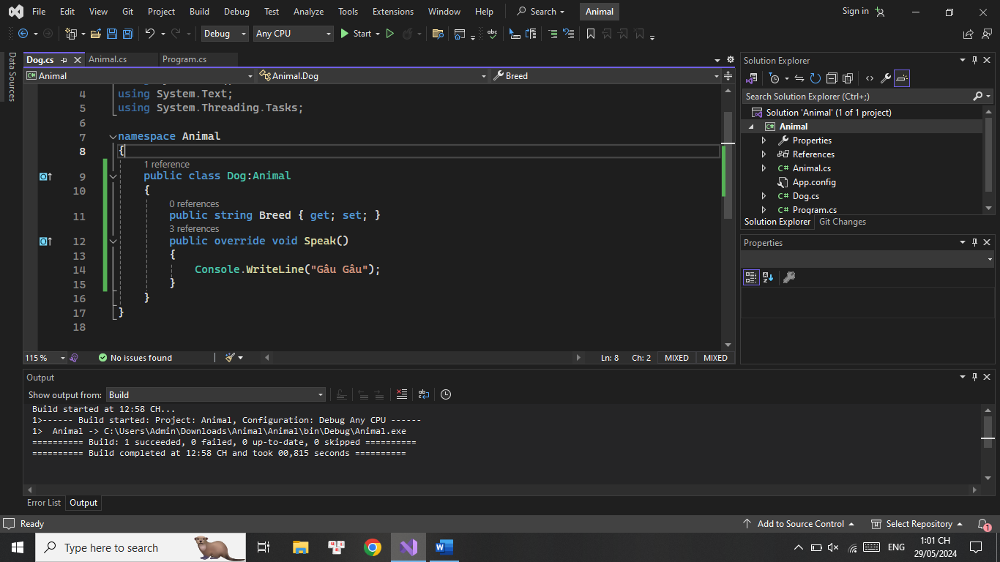 File Edit View Git Project Build Debug Test Analyze Tools Extensions Window Help Search Animal Sign in
Debug Any CPU Start
Data Sources
Dog.cs Animal.cs Program.cs
Animal Animal.Dog Breed
4 using System.Text;
5 using System.Threading.Tasks;
6
7 namespace Animal
8 {
1 reference
9 public class Dog:Animal
10 {
0 references
11 public string Breed { get; set; }
3 references
12 public override void Speak()
13 {
14 Console.WriteLine("Gâu Gâu");
15 }
16 }
17 }
18
115 % No issues found Ln: 8 Ch: 2 MIXED MIXED
Solution Explorer
Search Solution Explorer (Ctrl+;)
Solution 'Animal' (1 of 1 project)
C# Animal
Properties
References
C# Animal.cs
App.config
C# Dog.cs
C# Program.cs
Solution Explorer Git Changes
Properties
Output
Show output from: Build
Build started at 12:58 CH...
1>------ Build started: Project: Animal, Configuration: Debug Any CPU ------
1>  Animal -> C:\Users\Admin\Downloads\Animal\Animal\bin\Debug\Animal.exe
========== Build: 1 succeeded, 0 failed, 0 up-to-date, 0 skipped ==========
========== Build completed at 12:58 CH and took 00,815 seconds ==========
Error List Output
Ready Add to Source Control Select Repository 1
Type here to search ENG 1:01 CH
29/05/2024